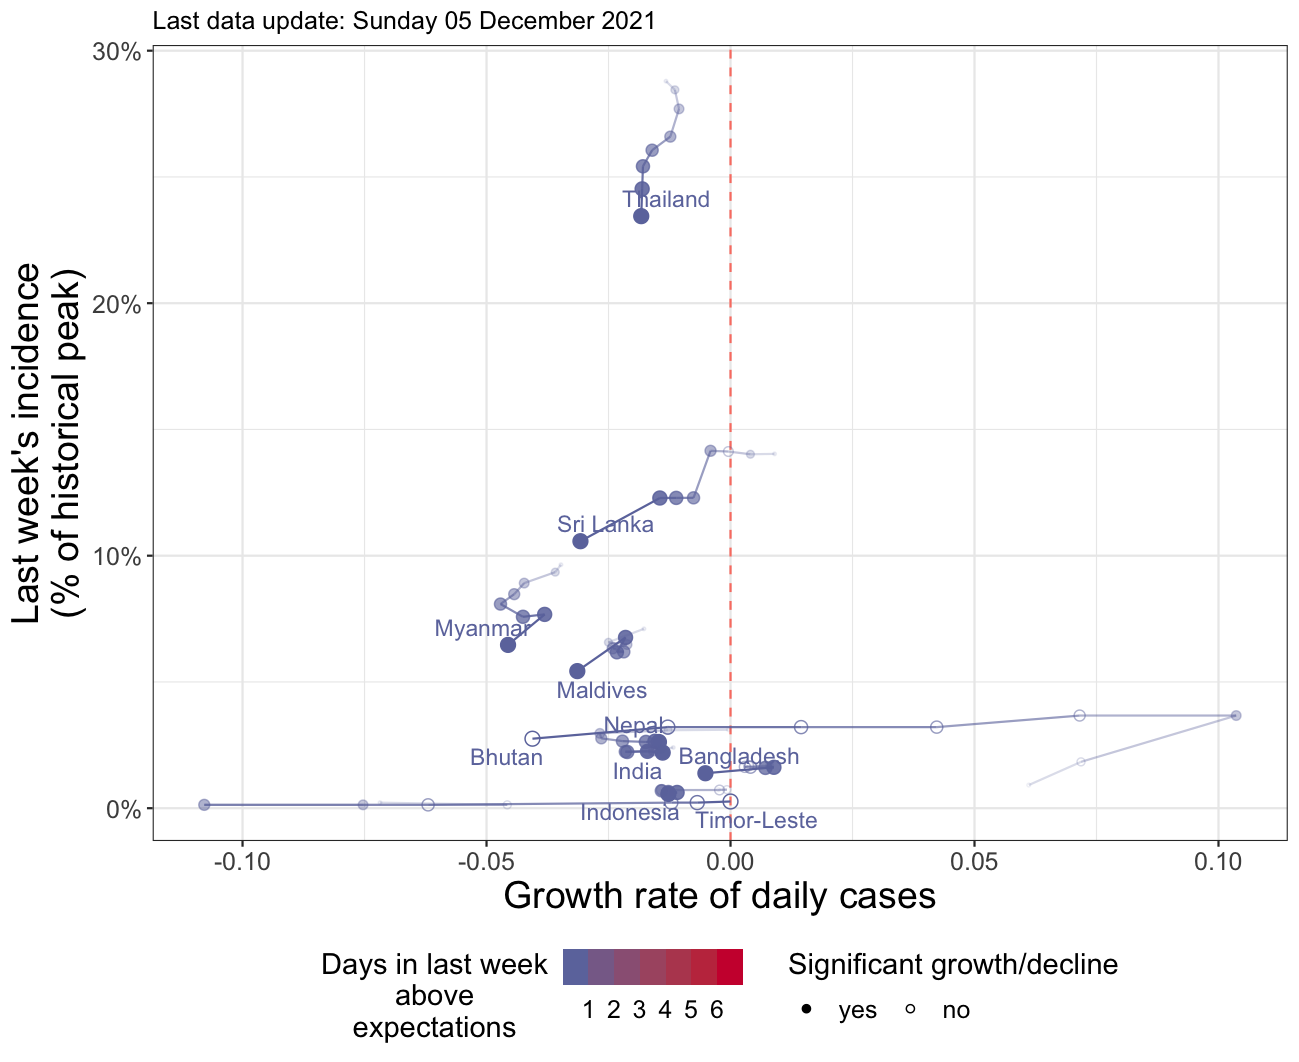 Last data update: Sunday 05 December 2021
Last week's incidence
(% of historical peak)
30%
20%
10%
0%
Thailand
Sri Lanka
Myanmar
Maldives
Nepal
Bhutan
Bangladesh
India
Indonesia
Timor-Leste
-0.10 -0.05 0.00 0.05 0.10
Growth rate of daily cases
Days in last week
above
expectations
1 2 3 4 5 6
Significant growth/decline
yes no